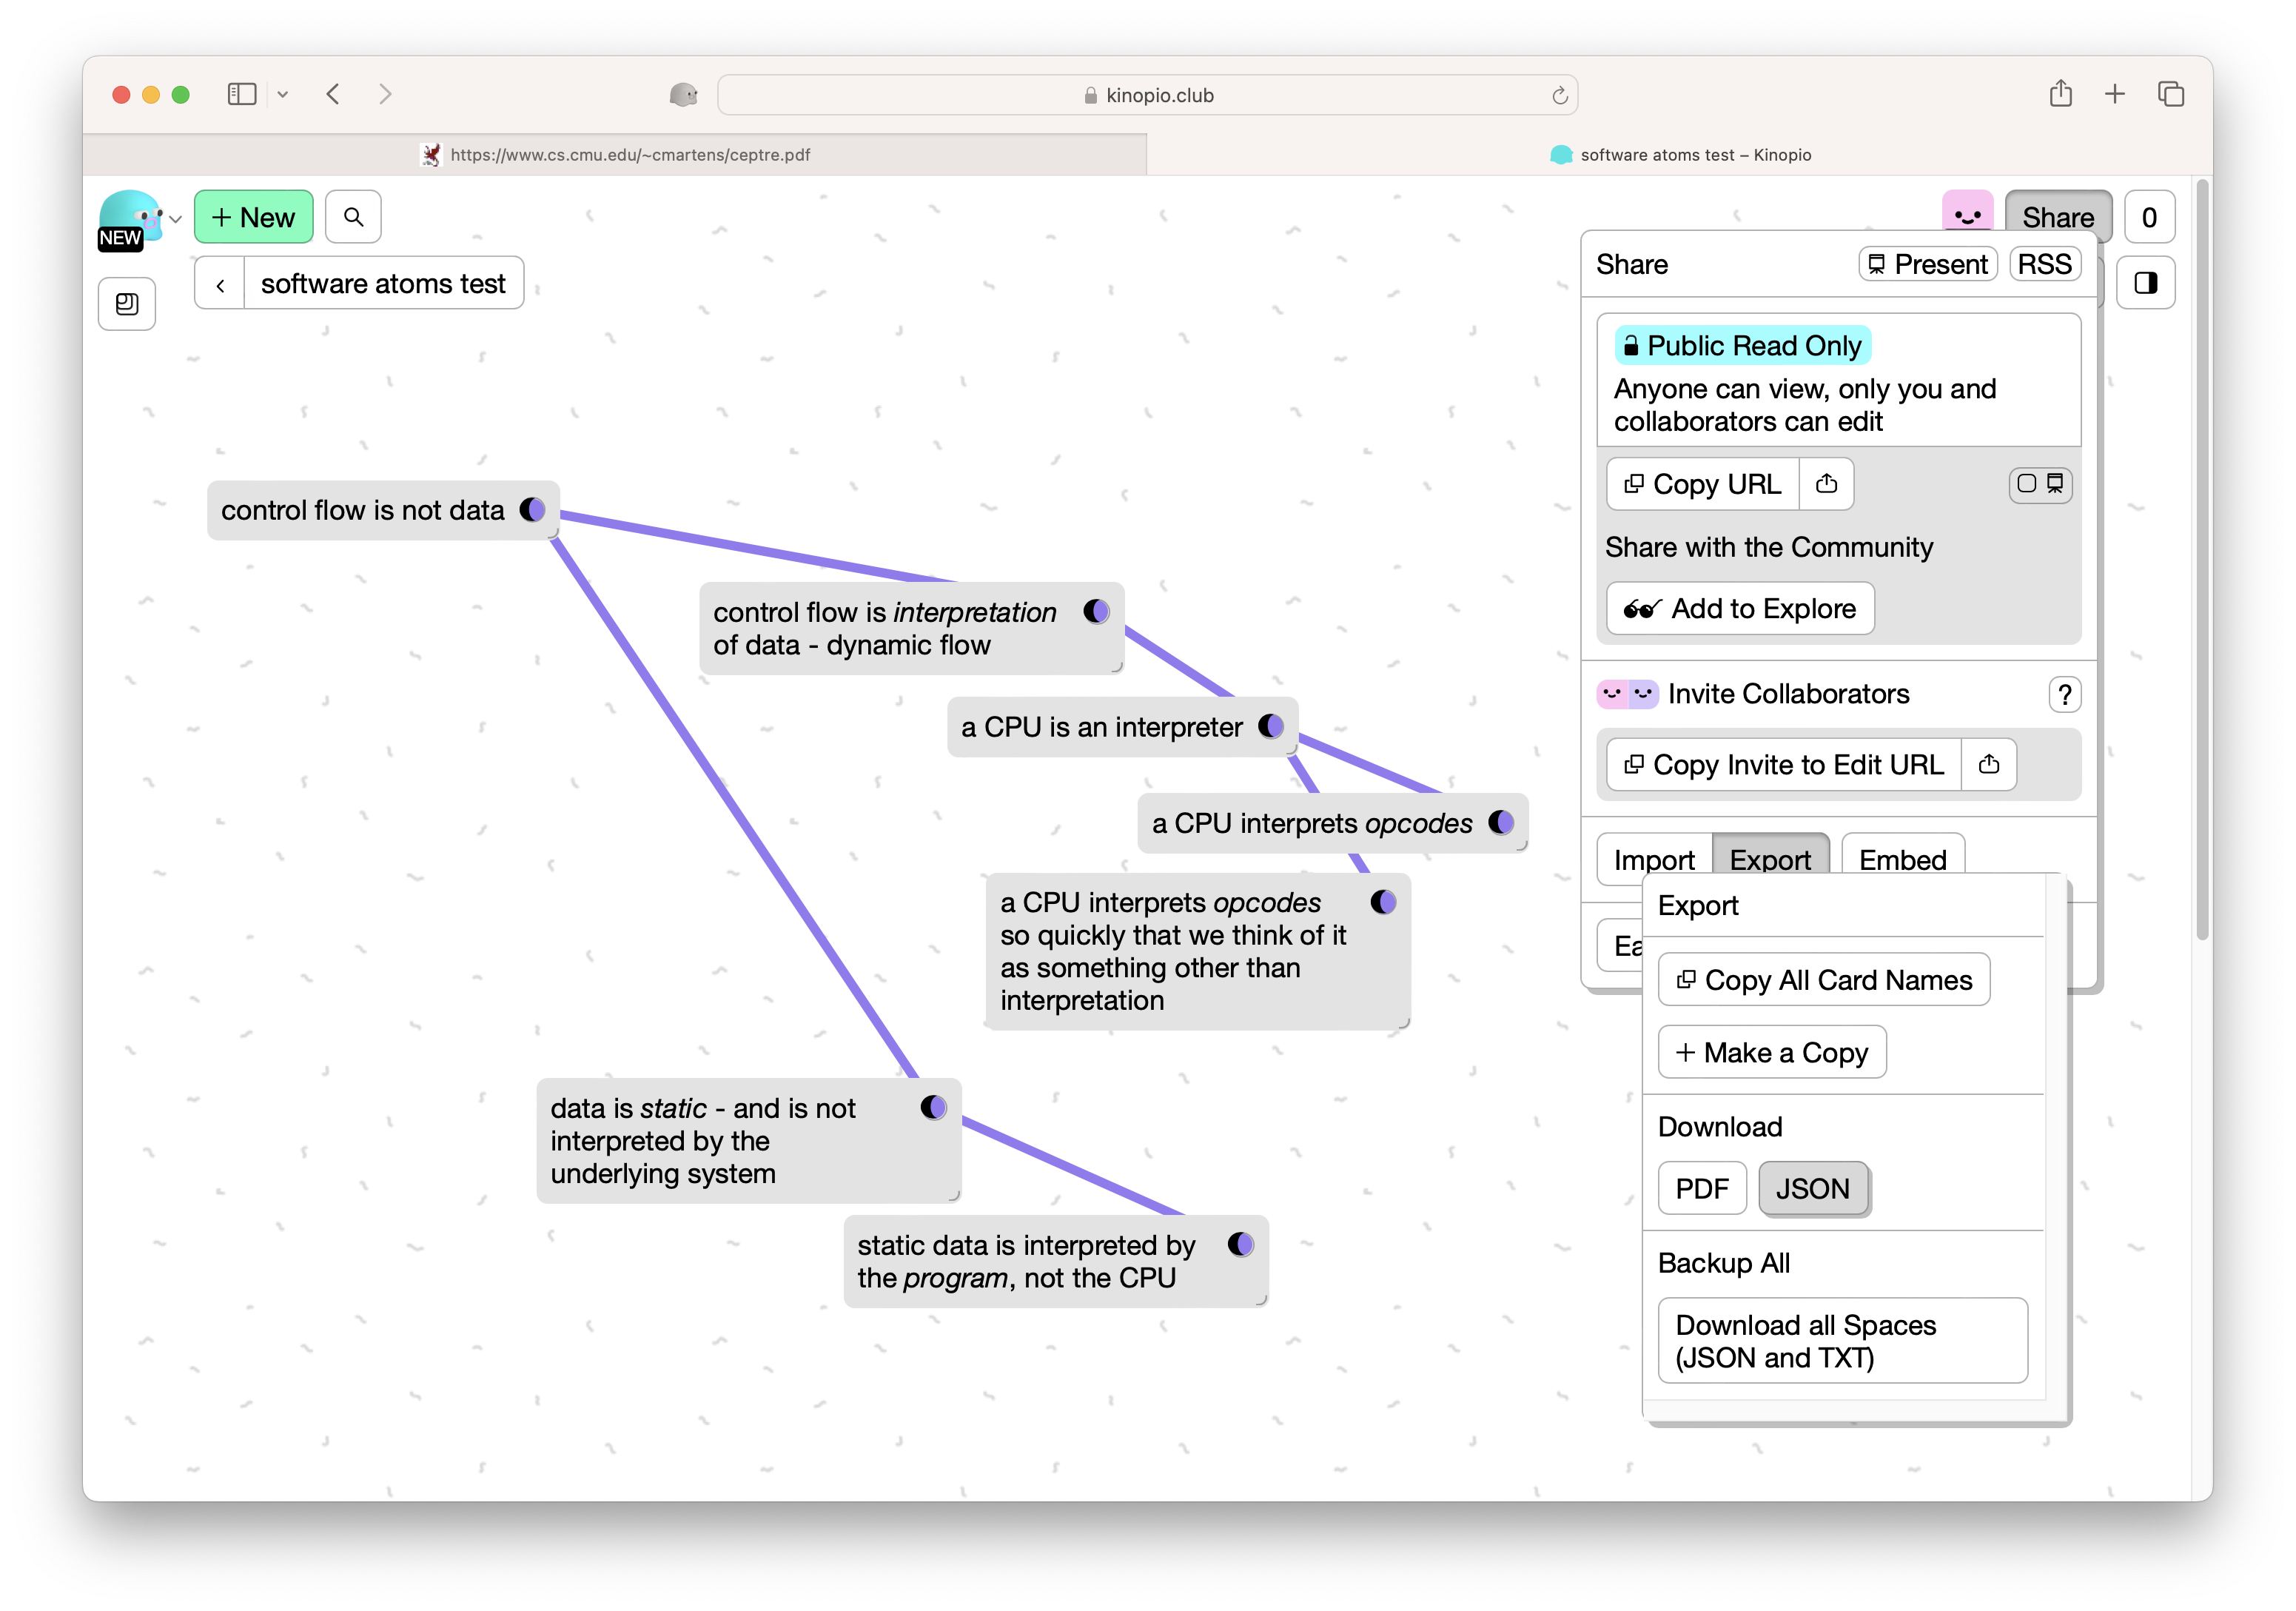 kinopio.club
https://www.cs.cmu.edu/~cmartens/ceptre.pdf
software atoms test – Kinopio
NEW
+ New
Share
0
software atoms test
Share
Present
RSS
Public Read Only
Anyone can view, only you and
collaborators can edit
Copy URL
Share with the Community
Add to Explore
Invite Collaborators
?
Copy Invite to Edit URL
Import
Export
Embed
Ea
Export
Copy All Card Names
+ Make a Copy
Download
PDF
JSON
Backup All
Download all Spaces
(JSON and TXT)
control flow is not data
control flow is interpretation
of data - dynamic flow
a CPU is an interpreter
a CPU interprets opcodes
a CPU interprets opcodes
so quickly that we think of it
as something other than
interpretation
data is static - and is not
interpreted by the
underlying system
static data is interpreted by
the program, not the CPU